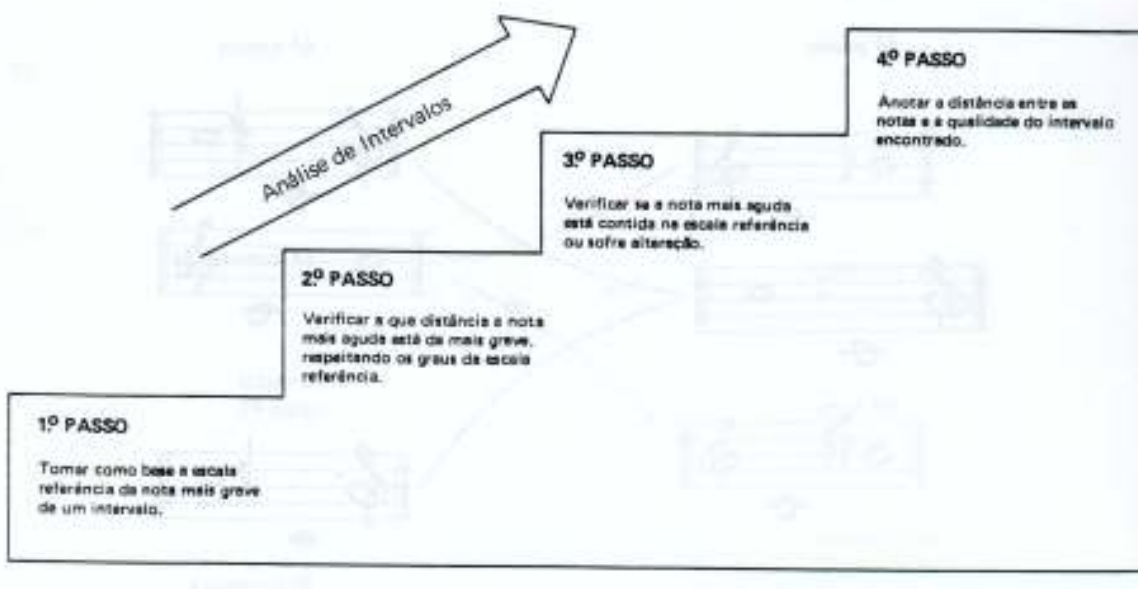 Análise de Intervalos
1º PASSO
Tomar como base a escala
referência da nota mais grave
de um intervalo.
2º PASSO
Verificar a que distância a nota
mais aguda está da mais grave,
respeitando os graus da escala
referência.
3º PASSO
Verificar se a nota mais aguda
está contida na escala referência
ou sofre alteração.
4º PASSO
Anotar a distância entre as
notas e a qualidade do intervalo
encontrado.